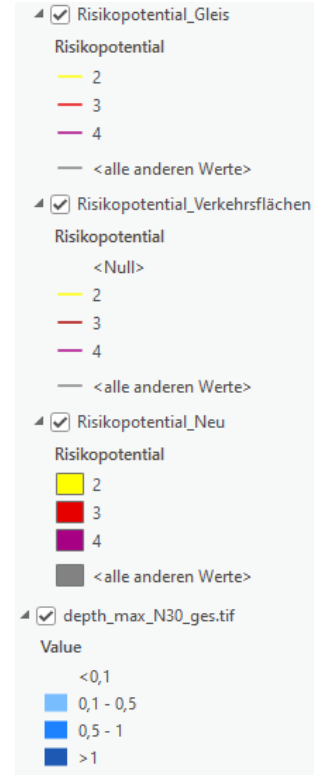 Risikopotential_Gleis
Risikopotential
2
3
4
<alle anderen Werte>
Risikopotential_Verkehrsflächen
Risikopotential
<Null>
2
3
4
<alle anderen Werte>
Risikopotential_Neu
Risikopotential
2
3
4
<alle anderen Werte>
depth_max_N30_ges.tif
Value
<0,1
0,1 - 0,5
0,5 - 1
>1